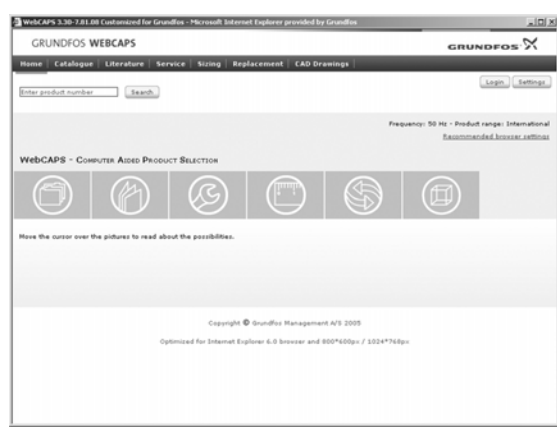 WebCAPS 3.30-7.01.08 Customized for Grundfos - Microsoft Internet Explorer provided by Grundfos
GRUNDFOS WEBCAPS
GRUNDFOS
Home Catalogue Literature Service Sizing Replacement CAD Drawings
Login Settings
Enter product number Search
Frequency: 50 Hz - Product range: International
Recommended browser settings
WebCAPS - Computer Aided Product Selection
Move the cursor over the pictures to read about the possibilities.
Copyright © Grundfos Management A/S 2005
Optimized for Internet Explorer 6.0 browser and 800*600px / 1024*768px